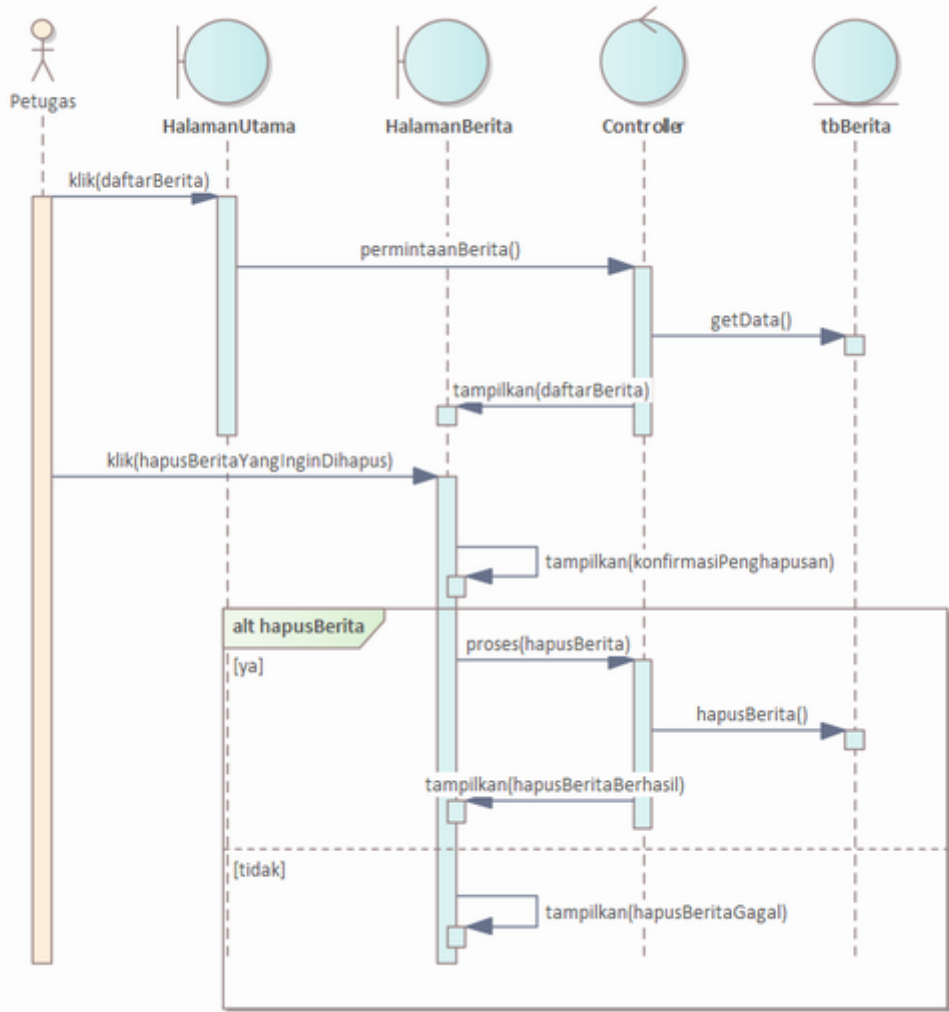 Petugas
HalamanUtama
HalamanBerita
Controller
tbBerita
klik(daftarBerita)
permintaanBerita()
getData()
tampilkan(daftarBerita)
klik(hapusBeritaYangInginDihapus)
tampilkan(konfirmasiPenghapusan)
alt hapusBerita
[ya]
proses(hapusBerita)
hapusBerita()
tampilkan(hapusBeritaBerhasil)
[tidak]
tampilkan(hapusBeritaGagal)